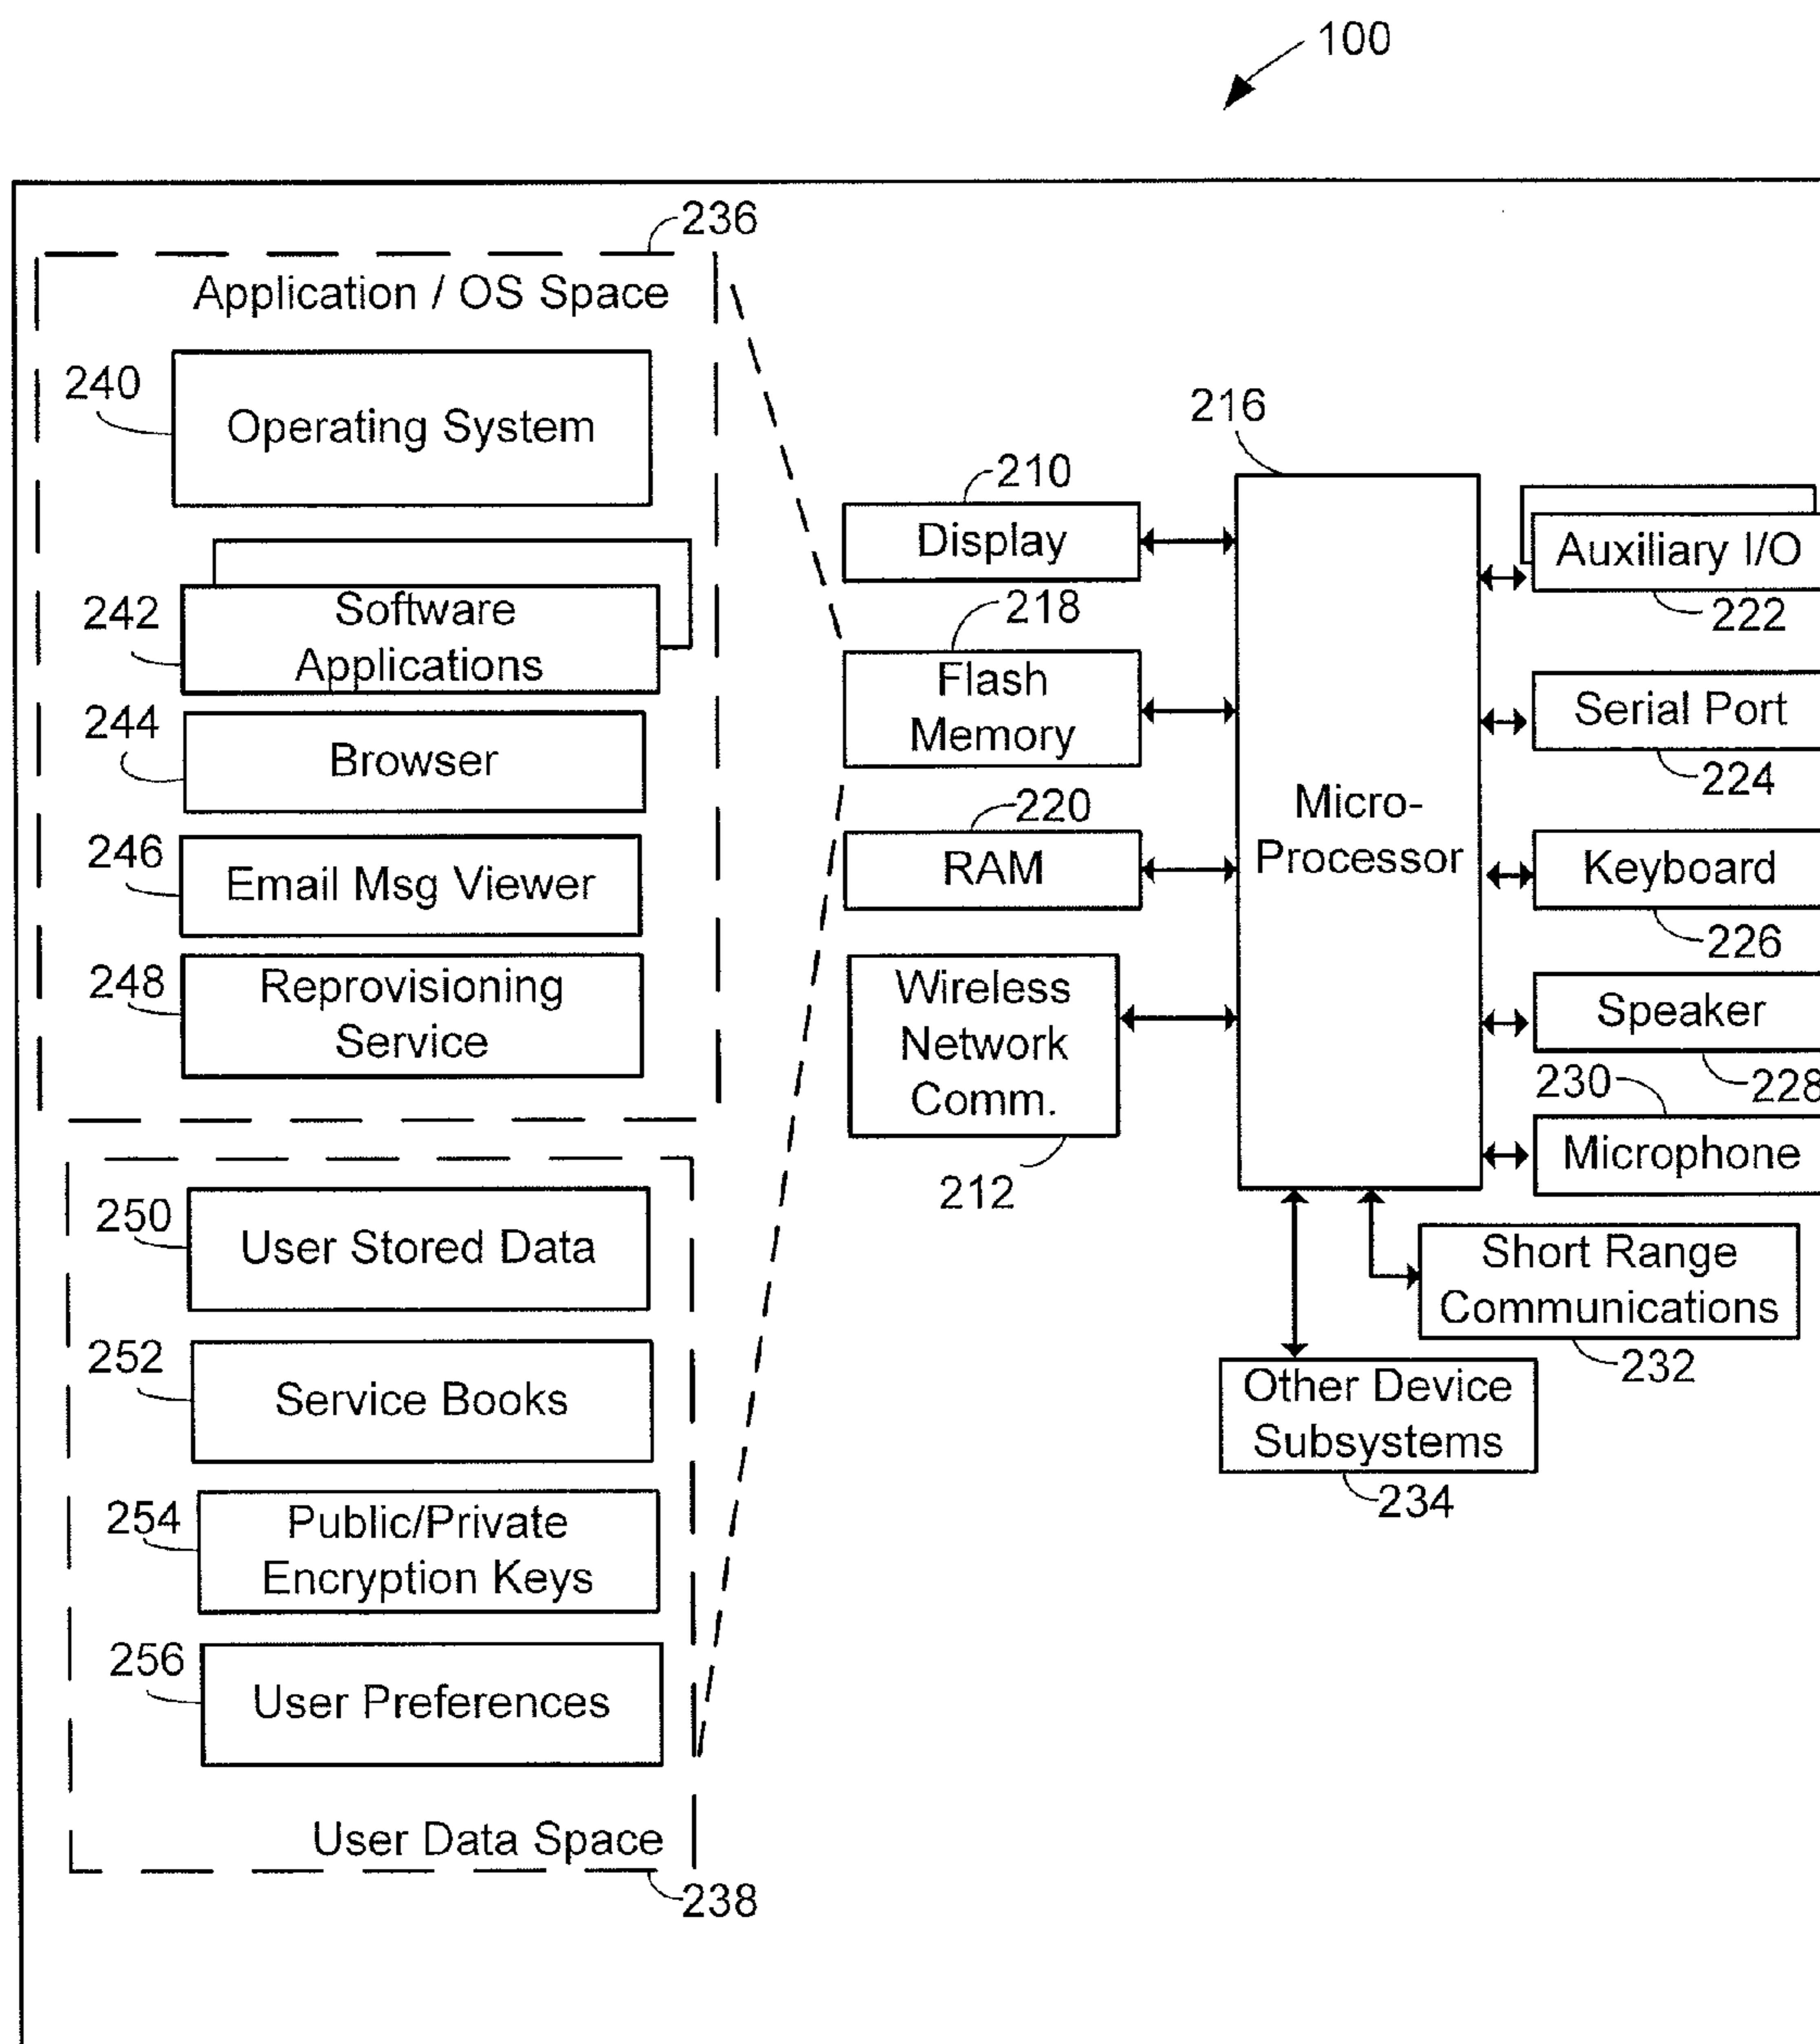 100
236
Application / OS Space
240
Operating System
242
Software
Applications
244
Browser
246
Email Msg Viewer
248
Reprovisioning
Service
250
User Stored Data
252
Service Books
254
Public/Private
Encryption Keys
256
User Preferences
User Data Space
238
210
Display
218
Flash
Memory
220
RAM
Wireless
Network
Comm.
212
216
Micro-
Processor
Auxiliary I/O
222
Serial Port
224
Keyboard
226
Speaker
228
230
Microphone
Short Range
Communications
232
Other Device
Subsystems
234